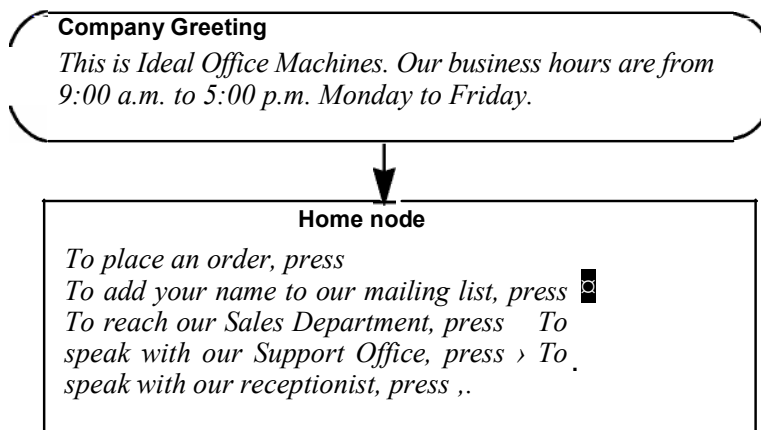 Company Greeting
This is Ideal Office Machines. Our business hours are from
9:00 a.m. to 5:00 p.m. Monday to Friday.
Home node
To place an order, press
To add your name to our mailing list, press ¤
To reach our Sales Department, press To
speak with our Support Office, press › To
speak with our receptionist, press ,.
.